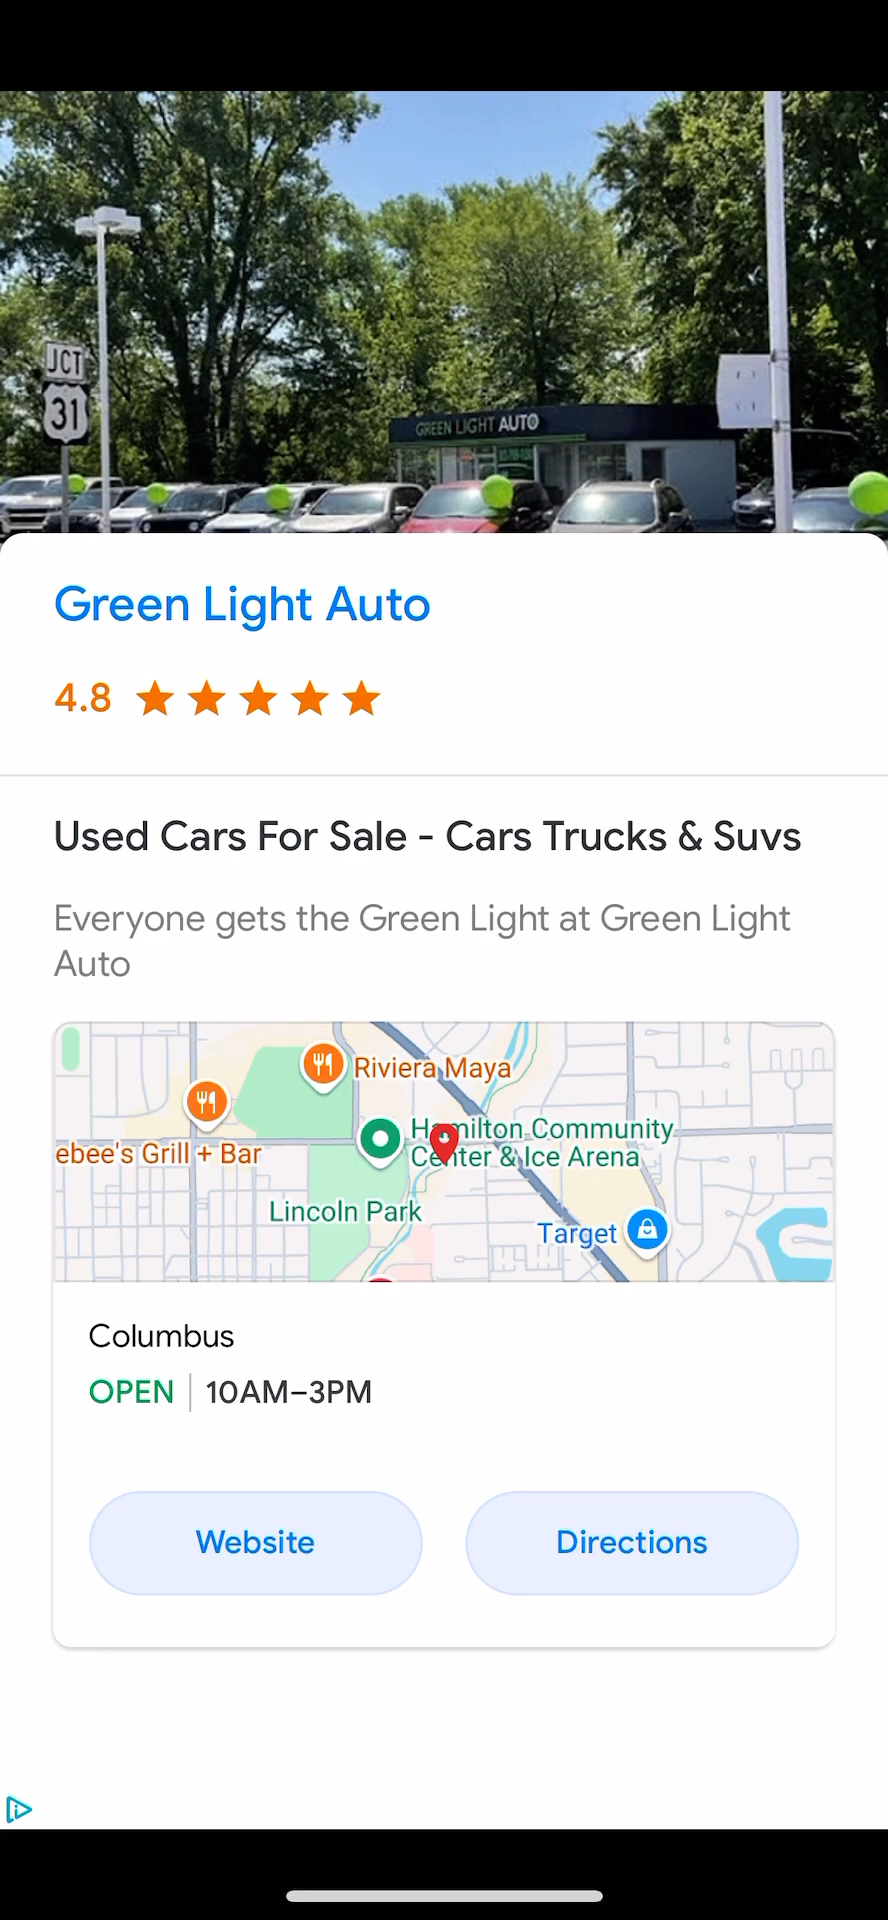 JCT
31
GREEN LIGHT AUTO
Green Light Auto
4.8
Used Cars For Sale - Cars Trucks & Suvs
Everyone gets the Green Light at Green Light
Auto
Riviera Maya
Hamilton Community
Center & Ice Arena
ebee's Grill + Bar
Lincoln Park
Target
Columbus
OPEN
10AM–3PM
Website
Directions